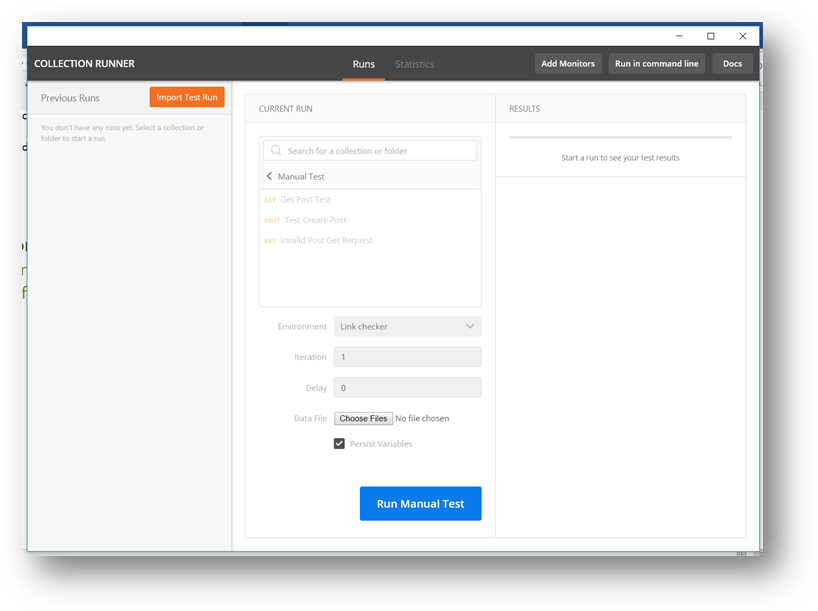 COLLECTION RUNNER
Runs
Statistics
Add Monitors
Run in command line
Docs
Previous Runs
Import Test Run
You don't have any runs yet. Select a collection or
folder to start a run.
CURRENT RUN
Search for a collection or folder
Manual Test
GET Get Post Test
POST Test Create Post
GET Invalid Post Get Request
Environment Link checker
Iteration 1
Delay 0
Data File Choose Files No file chosen
Persist Variables
Run Manual Test
RESULTS
Start a run to see your test results